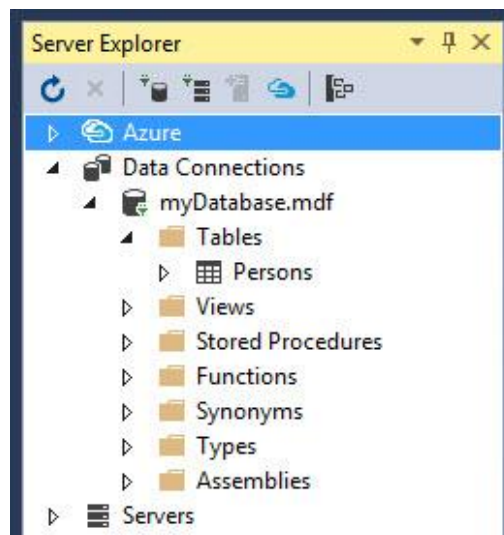 Server Explorer
Azure
Data Connections
myDatabase.mdf
Tables
Persons
Views
Stored Procedures
Functions
Synonyms
Types
Assemblies
Servers